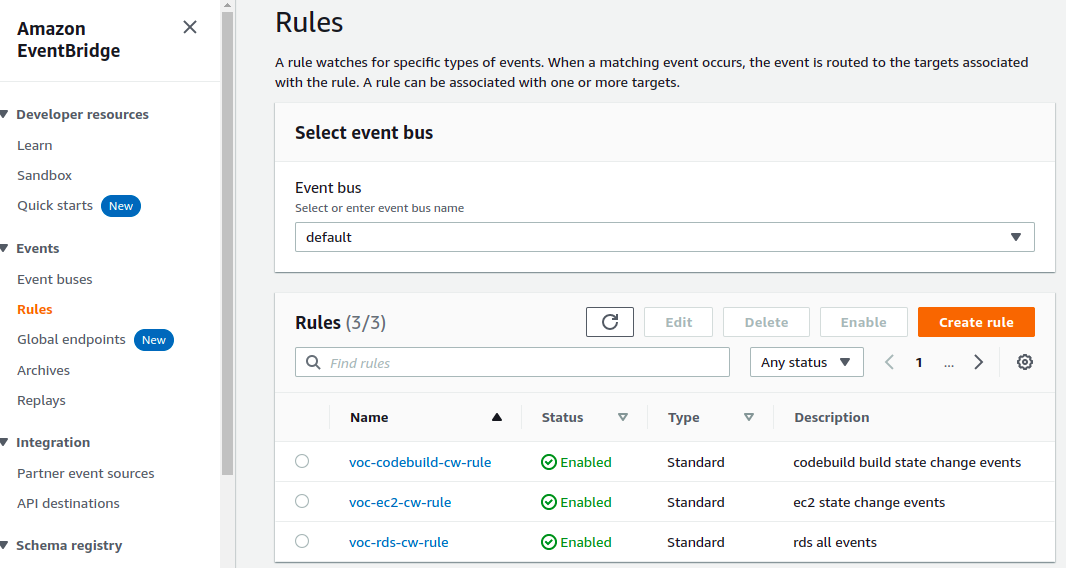 Amazon
EventBridge
Developer resources
Learn
Sandbox
Quick starts New
Events
Event buses
Rules
Global endpoints New
Archives
Replays
Integration
Partner event sources
API destinations
Schema registry
Rules
A rule watches for specific types of events. When a matching event occurs, the event is routed to the targets associated
with the rule. A rule can be associated with one or more targets.
Select event bus
Event bus
Select or enter event bus name
default
Rules (3/3)
Edit
Delete
Enable
Create rule
Find rules
Any status
1
...
Name Status Type Description
voc-codebuild-cw-rule Enabled Standard codebuild build state change events
voc-ec2-cw-rule Enabled Standard ec2 state change events
voc-rds-cw-rule Enabled Standard rds all events